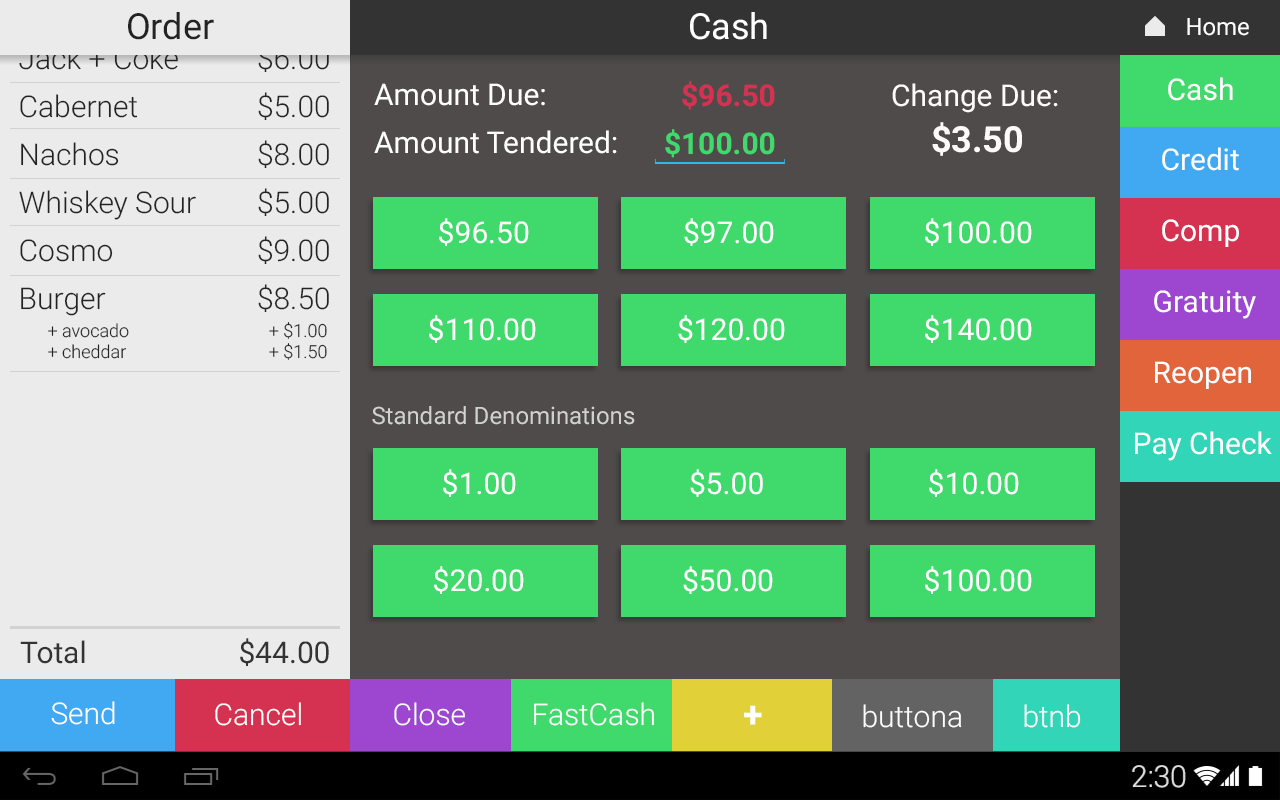 Order
Jack + Coke $6.00
Cabernet $5.00
Nachos $8.00
Whiskey Sour $5.00
Cosmo $9.00
Burger $8.50
+ avocado + $1.00
+ cheddar + $1.50
Total $44.00
Send Cancel
Cash
Amount Due: $96.50
Amount Tendered: $100.00
Change Due:
$3.50
$96.50 $97.00 $100.00
$110.00 $120.00 $140.00
Standard Denominations
$1.00 $5.00 $10.00
$20.00 $50.00 $100.00
Close FastCash + buttona btnb
Home
Cash
Credit
Comp
Gratuity
Reopen
Pay Check
2:30